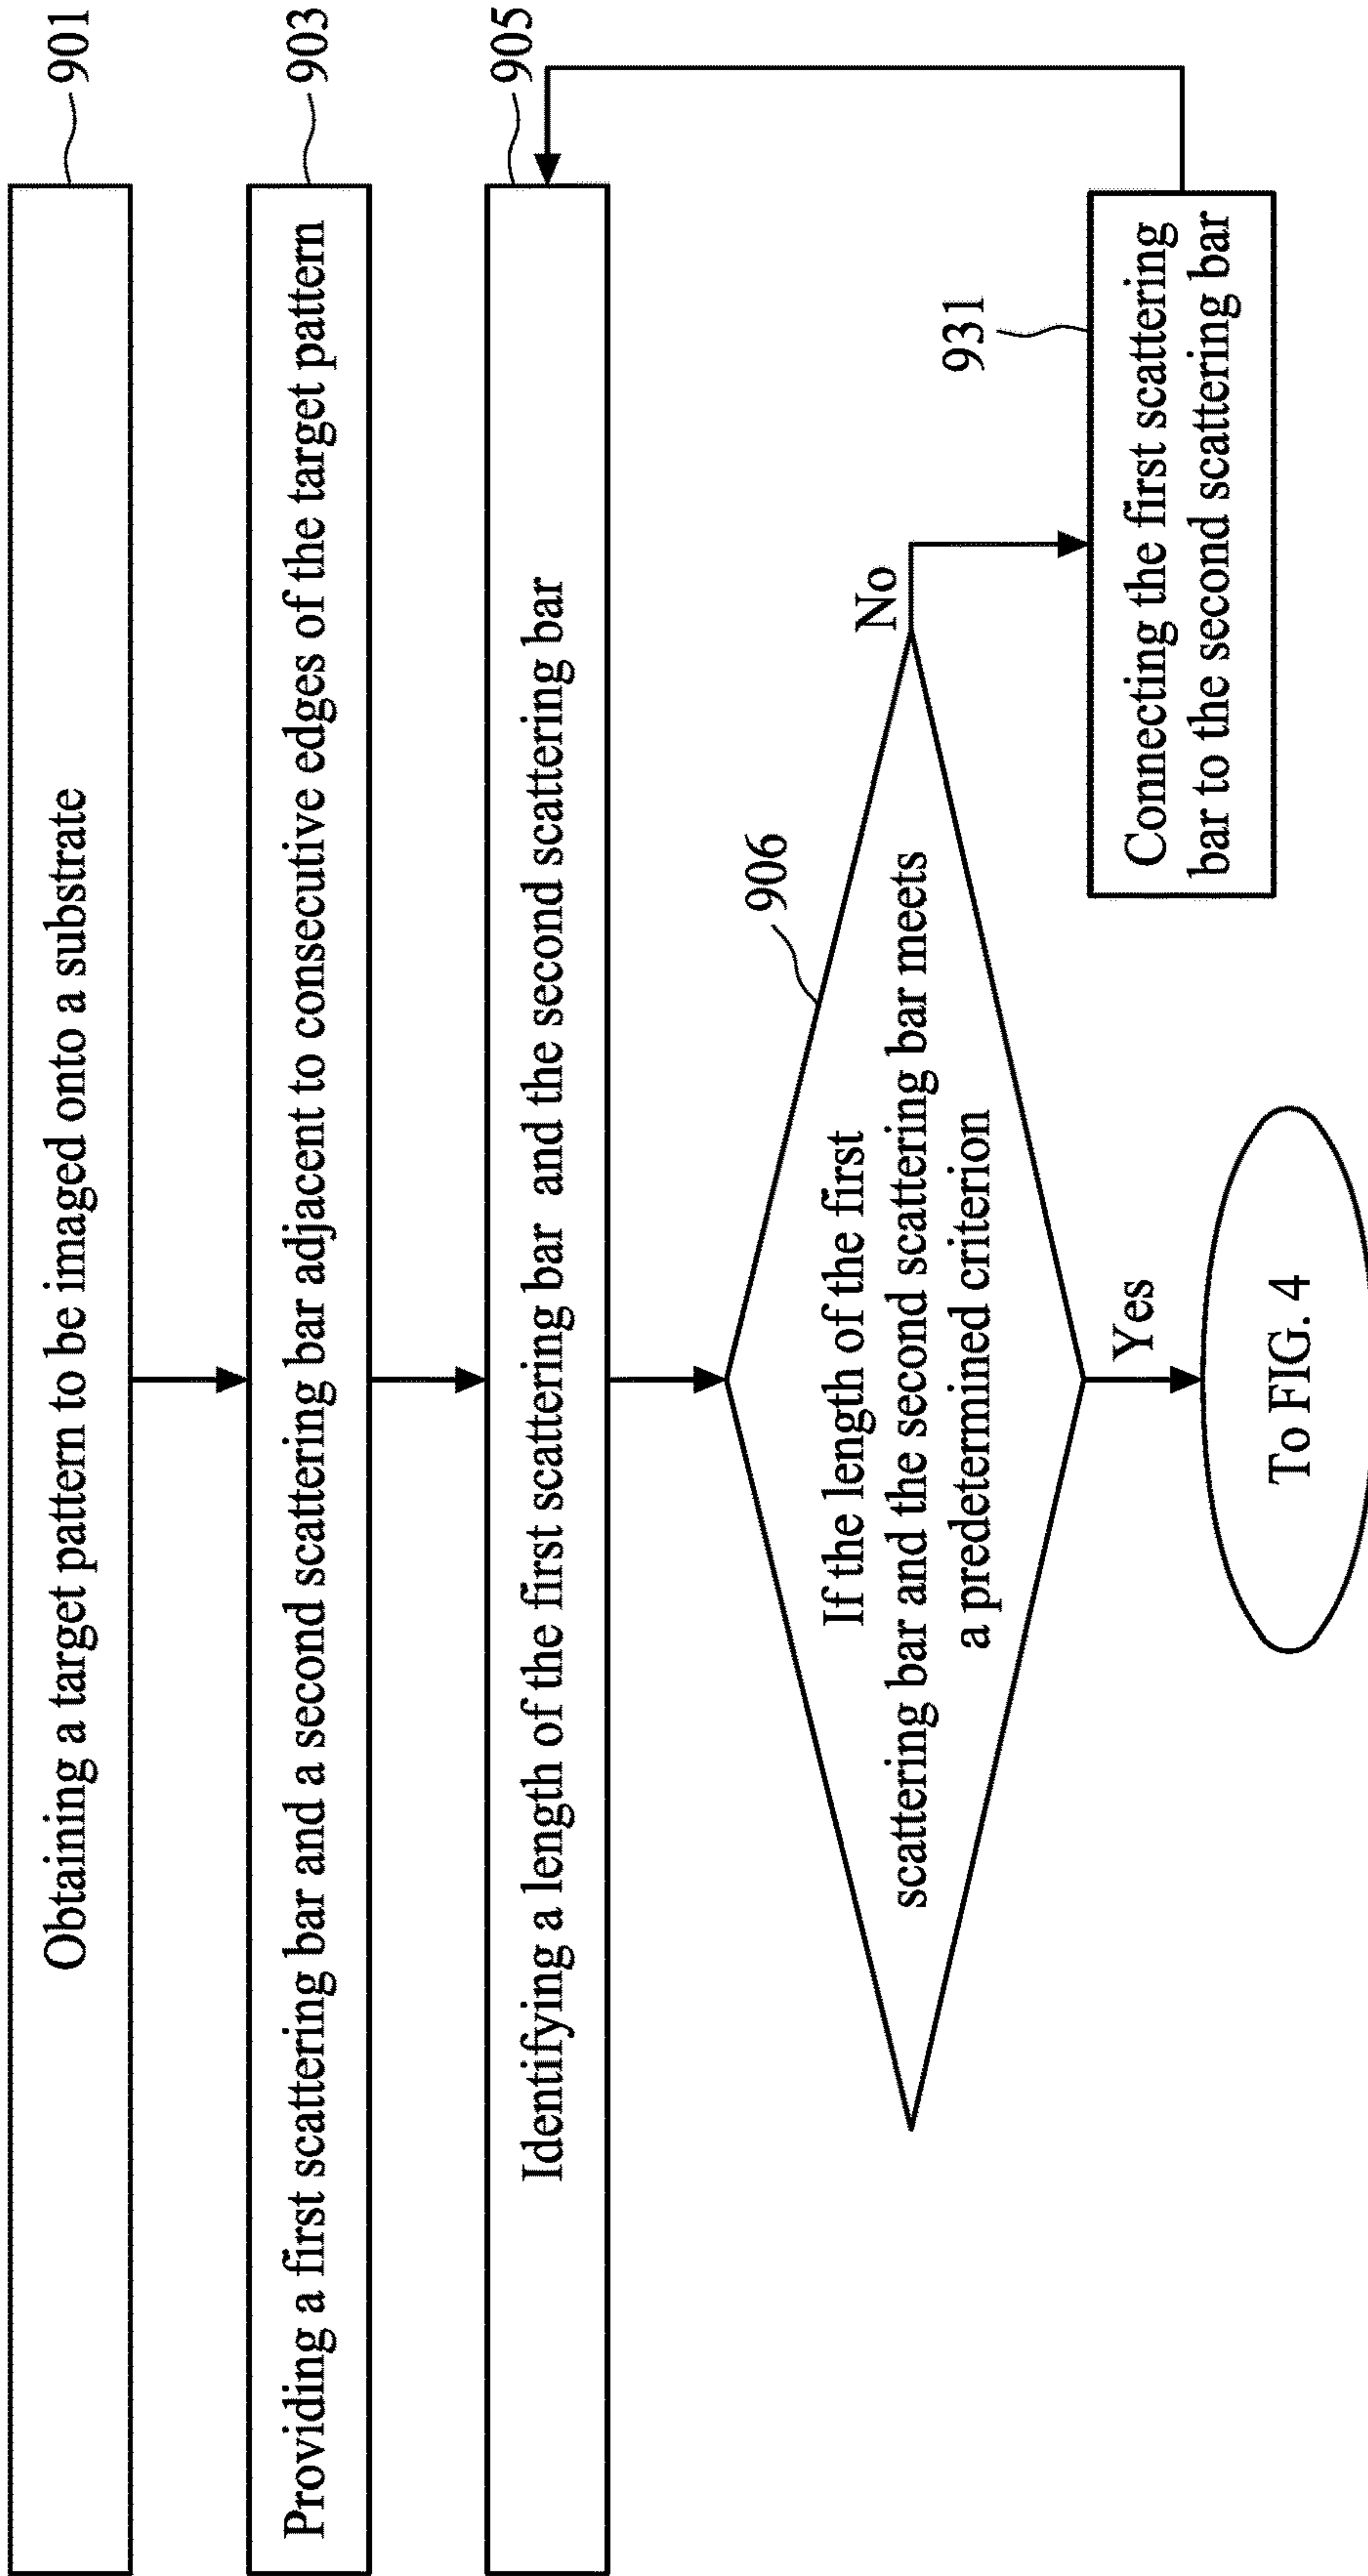 Obtaining a target pattern to be imaged onto a substrate
901
Providing a first scattering bar and a second scattering bar adjacent to consecutive edges of the target pattern
903
Identifying a length of the first scattering bar and the second scattering bar
905
906
If the length of the first
scattering bar and the second scattering bar meets
a predetermined criterion
No
931
Connecting the first scattering
bar to the second scattering bar
Yes
To FIG. 4